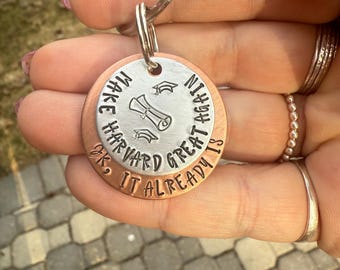 MAKE HARVARD GREAT AGAIN
OK, IT ALREADY IS